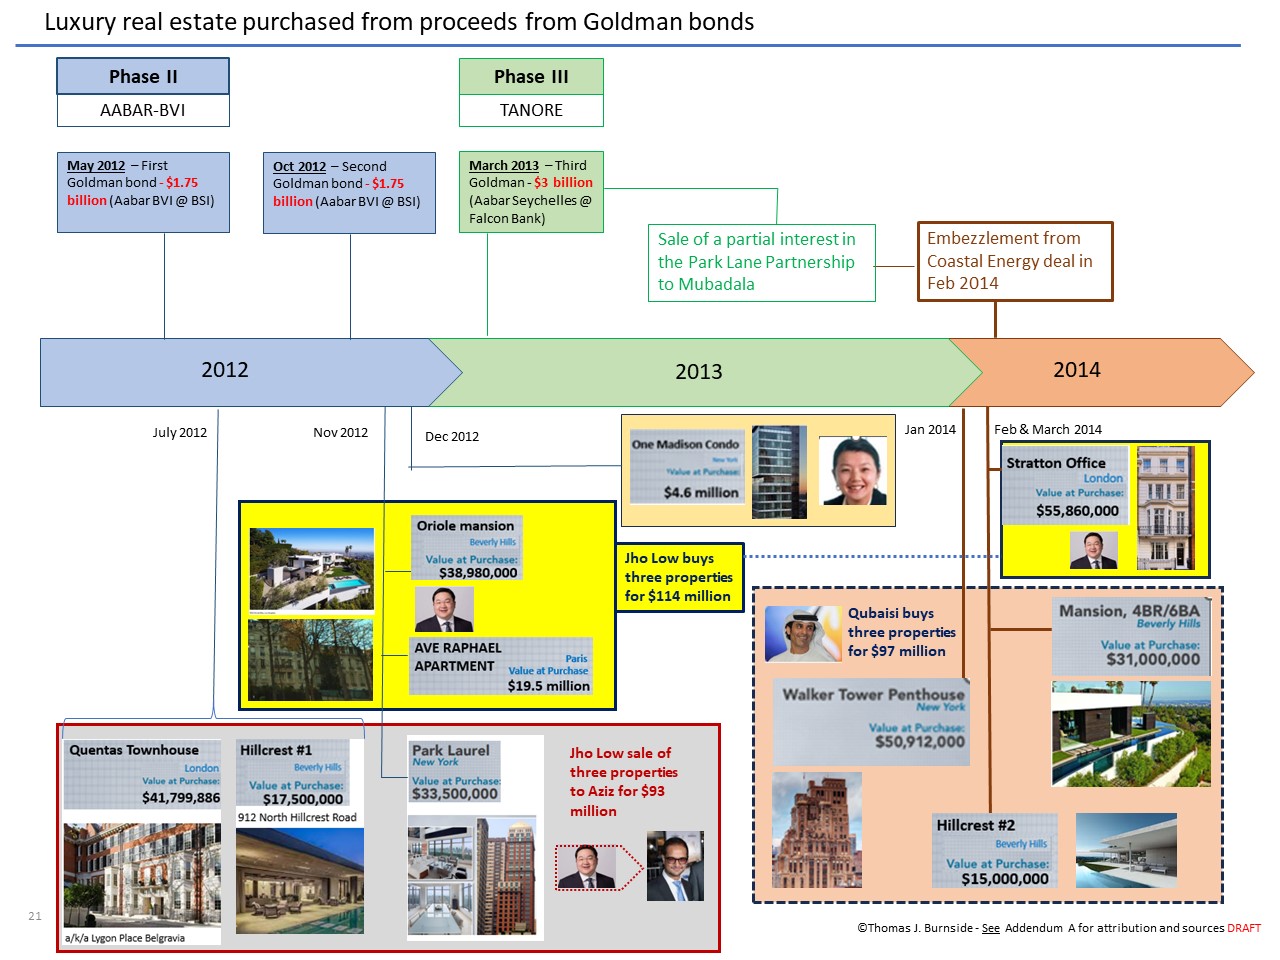 Luxury real estate purchased from proceeds from Goldman bonds
Phase II
AABAR-BVI
Phase III
TANORE
May 2012 – First
Goldman bond - $1.75
billion (Aabar BVI @ BSI)
Oct 2012 – Second
Goldman bond - $1.75
billion (Aabar BVI @ BSI)
March 2013 – Third
Goldman - $3 billion
(Aabar Seychelles @
Falcon Bank)
Sale of a partial interest in
the Park Lane Partnership
to Mubadala
Embezzlement from
Coastal Energy deal in
Feb 2014
2012
2013
2014
July 2012
Nov 2012
Dec 2012
Jan 2014
Feb & March 2014
One Madison Condo
New York
Value at Purchase:
$4.6 million
Stratton Office
London
Value at Purchase:
$55,860,000
Oriole mansion
Beverly Hills
Value at Purchase:
$38,980,000
AVE RAPHAEL
APARTMENT
Paris
Value at Purchase
$19.5 million
Jho Low buys
three properties
for $114 million
Qubaisi buys
three properties
for $97 million
Mansion, 4BR/6BA
Beverly Hills
Value at Purchase:
$31,000,000
Walker Tower Penthouse
New York
Value at Purchase:
$50,912,000
Hillcrest #2
Beverly Hills
Value at Purchase:
$15,000,000
Quentas Townhouse
London
Value at Purchase:
$41,799,886
a/k/a Lygon Place Belgravia
Hillcrest #1
Beverly Hills
Value at Purchase:
$17,500,000
912 North Hillcrest Road
Park Laurel
New York
Value at Purchase:
$33,500,000
Jho Low sale of
three properties
to Aziz for $93
million
21
©Thomas J. Burnside - See Addendum A for attribution and sources DRAFT